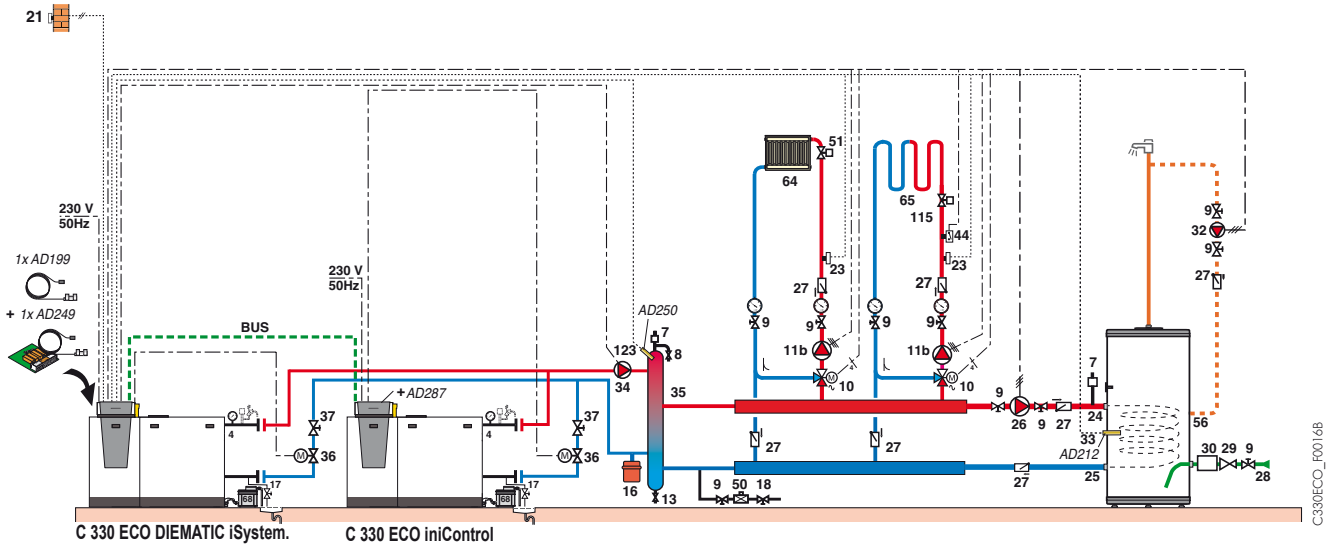 21
230 V
50Hz
1x AD199
+ 1x AD249
BUS
230 V
50Hz
+AD287
4
37
M
36
17
68
4
37
M
36
17
68
C 330 ECO DIEMATIC iSystem.
C 330 ECO iniControl
AD250
7
8
123
34
35
16
13
64
51
23
27
9
9
11b
M
10
27
65
115
44
23
27
9
9
11b
M
10
27
9
50
18
9
26
9
27
24
7
33
AD212
27
25
56
9
32
9
27
30
29
9
28
C330ECO_F0016B